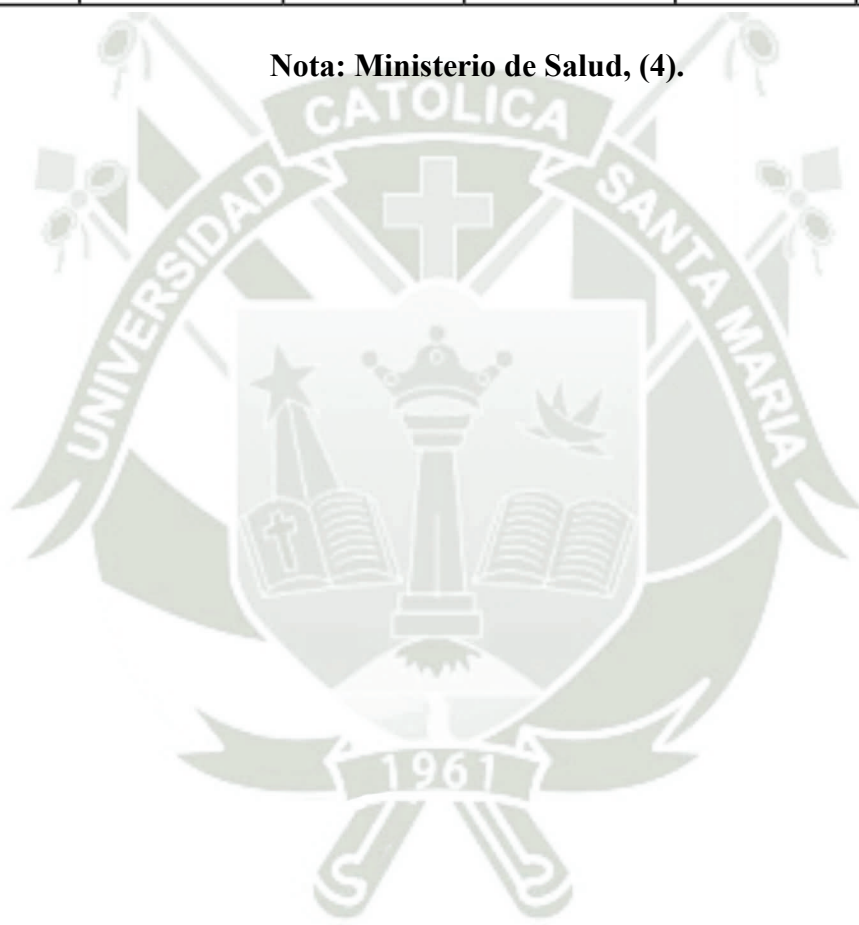 Nota: Ministerio de Salud, (4).
CATOLICA
UNIVERSIDAD
SANTA MARIA
1961